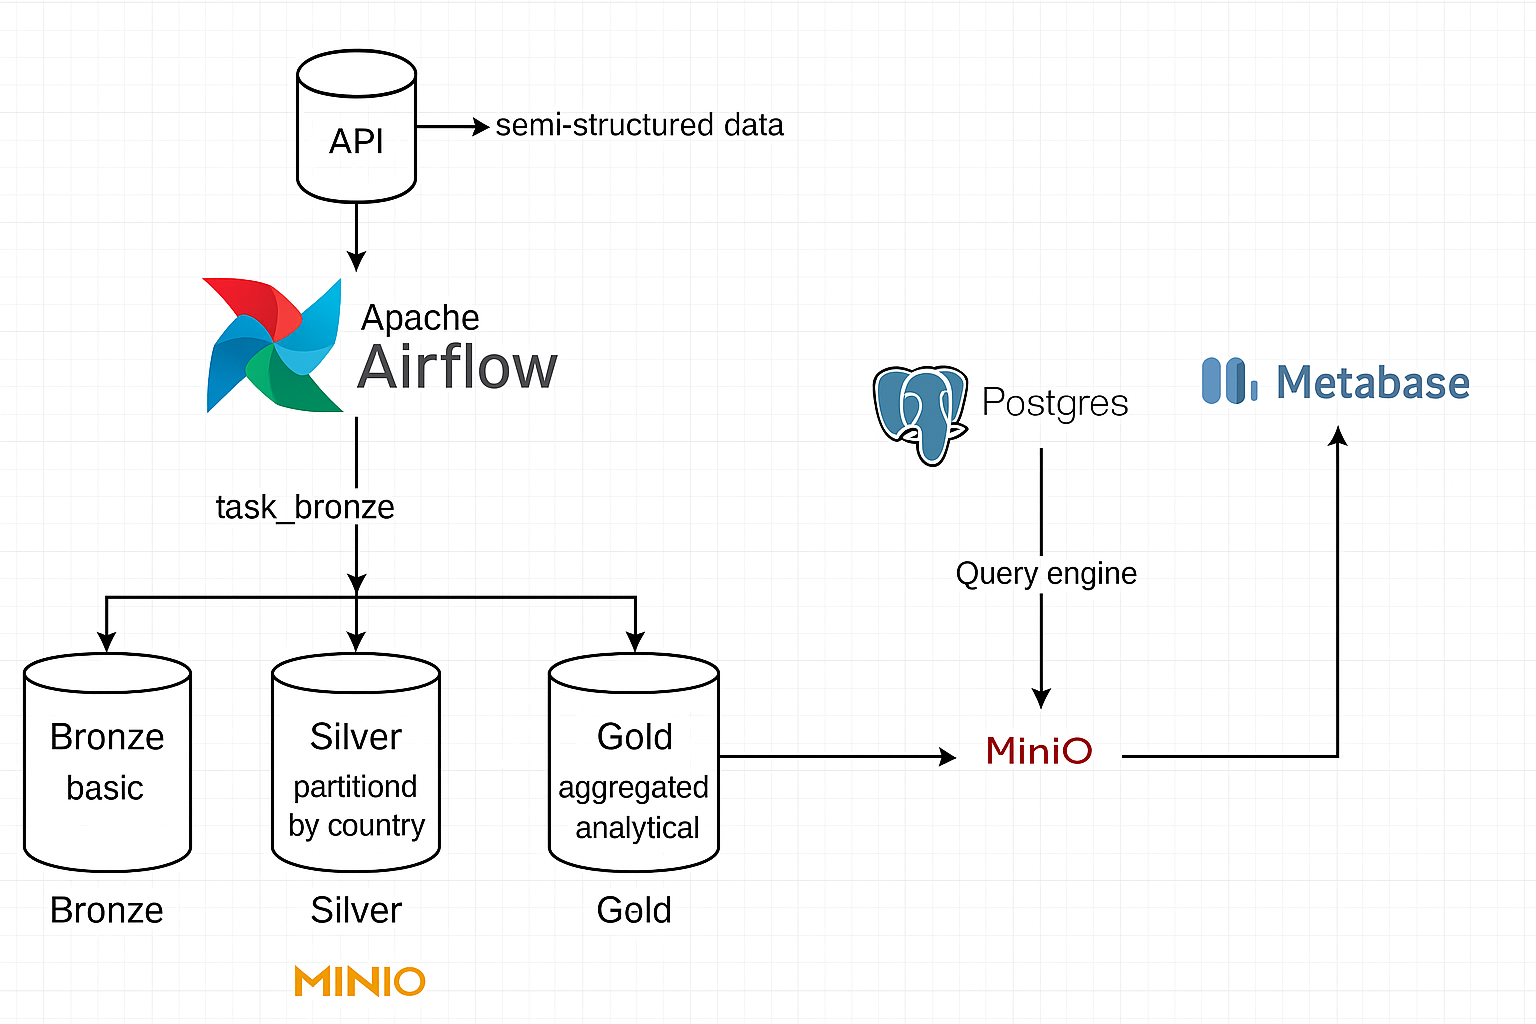 API
semi-structured data
Apache
Airflow
Postgres
Metabase
task_bronze
Query engine
Bronze
basic
Silver
partitiond
by country
Gold
aggregated
analytical
MiniO
Bronze
Silver
Gold
MINIO